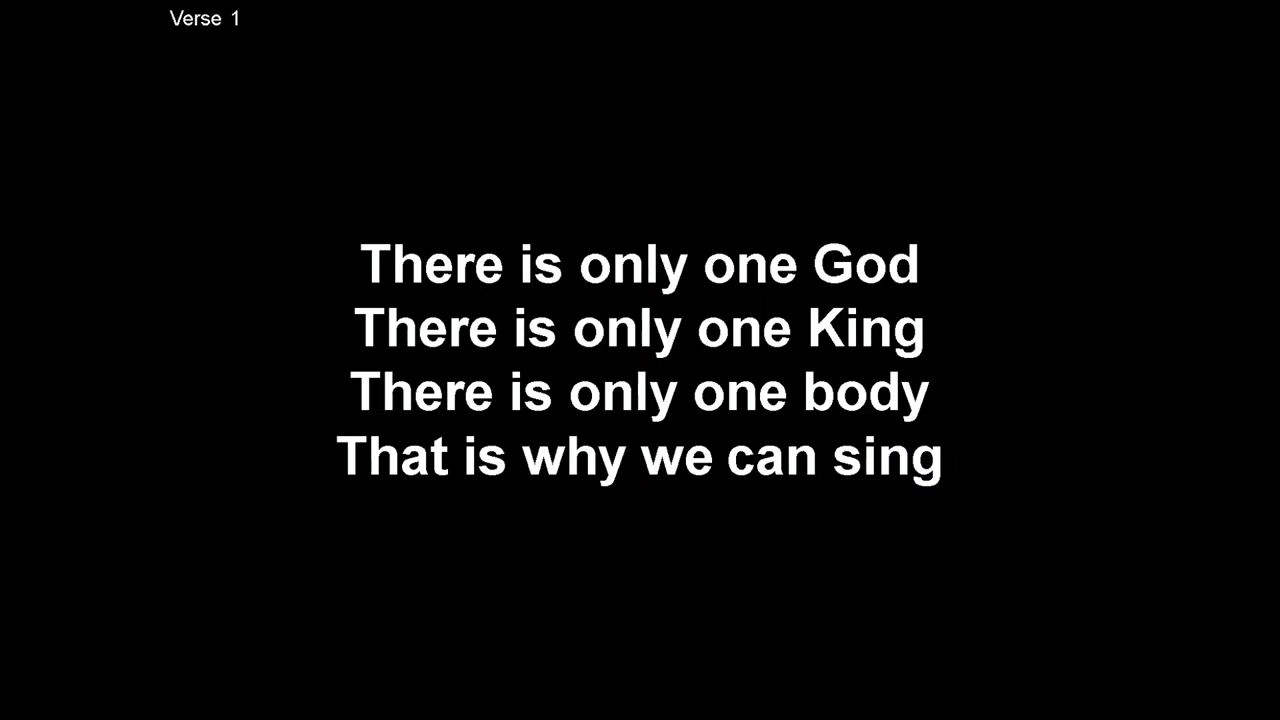 Verse 1
There is only one God
There is only one King
There is only one body
That is why we can sing